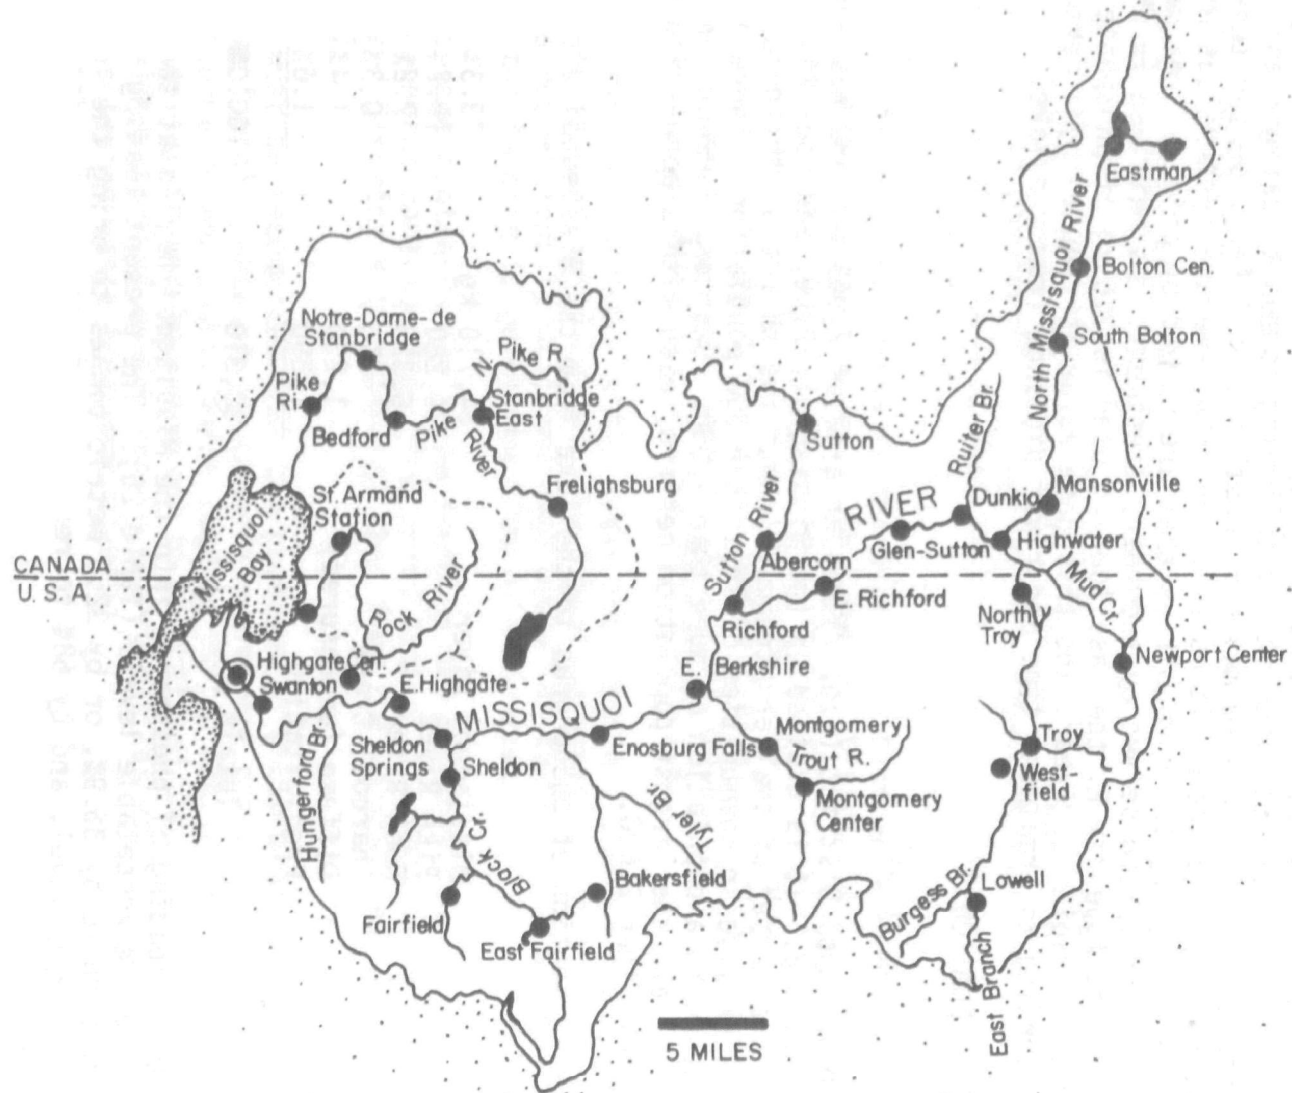 Eastman
North Missisquoi River
Bolton Cen.
South Bolton
Notre-Dame-de
Stanbridge
N. Pike R.
Pike
Ri.
Stanbridge
East
Bedford
Pike
River
Ruiter Br.
Sutton
Frelighsburg
Mansonville
Dunkio
St. Armand
Station
RIVER
Sutton River
Glen-Sutton
Highwater
Missisquoi
Bay
Abercorn
CANADA
U.S.A.
Rock River
E. Richford
Mud Cr.
North
Troy
Richford
Highgate Cen.
Swanton
E. Highgate
E.
Berkshire
Newport Center
MISSISQUOI
Montgomery
Enosburg Falls
Trout R.
Troy
Sheldon
Springs
Sheldon
Hungerford Br.
West-
field
Tyler Br.
Montgomery
Center
Black Cr.
Bakersfield
Lowell
Burgess Br.
Fairfield
East Fairfield
East Branch
5 MILES